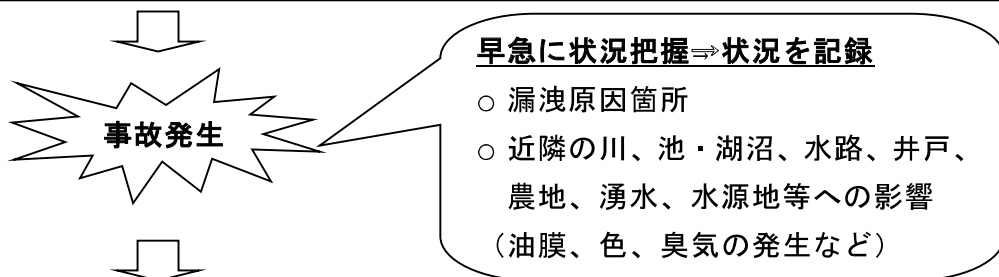 事故発生
早急に状況把握⇒状況を記録
○ 漏洩原因箇所
○ 近隣の川、池・湖沼、水路、井戸、
農地、湧水、水源地等への影響
（油膜、色、臭気の発生など）